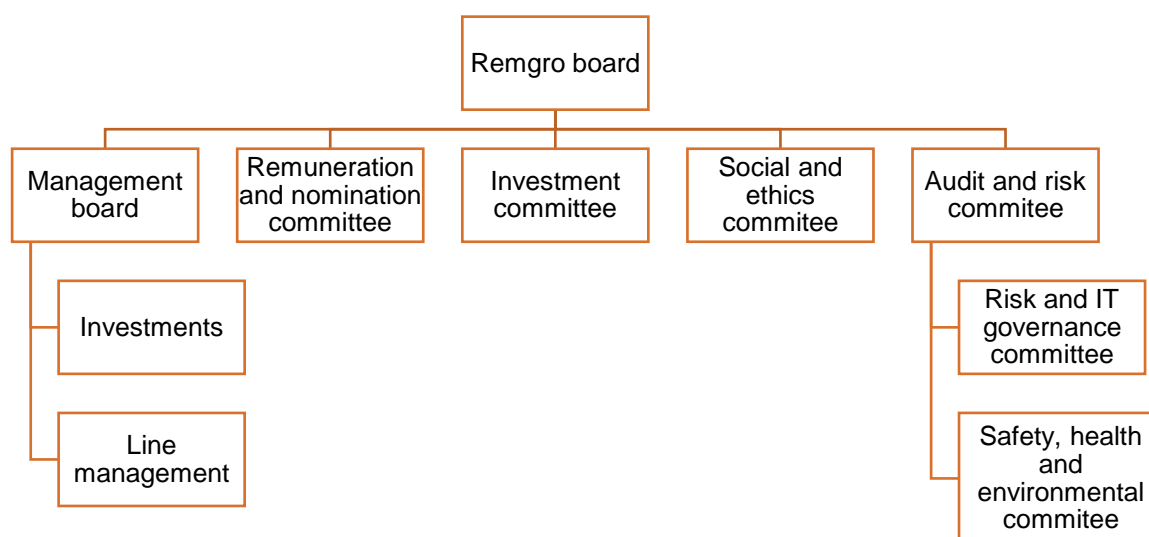 Remgro board
Management
board
Remuneration
and nomination
committee
Investment
committee
Social and
ethics
commitee
Audit and risk
commitee
Investments
Line
management
Risk and IT
governance
committee
Safety, health
and
environmental
commitee